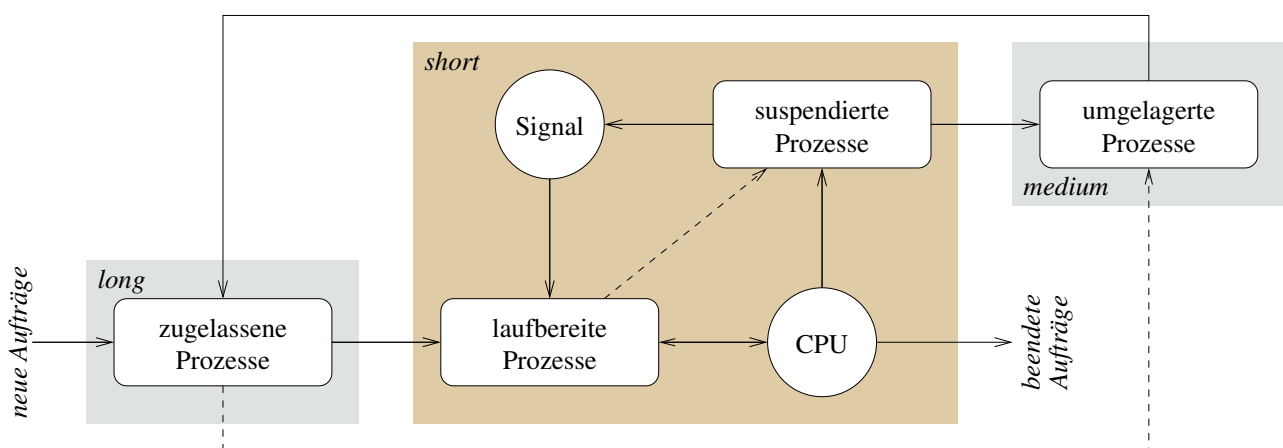 short
Signal
suspendierte
Prozesse
umgelagerte
Prozesse
medium
long
neue Aufträge
zugelassene
Prozesse
laufbereite
Prozesse
CPU
beendete
Aufträge